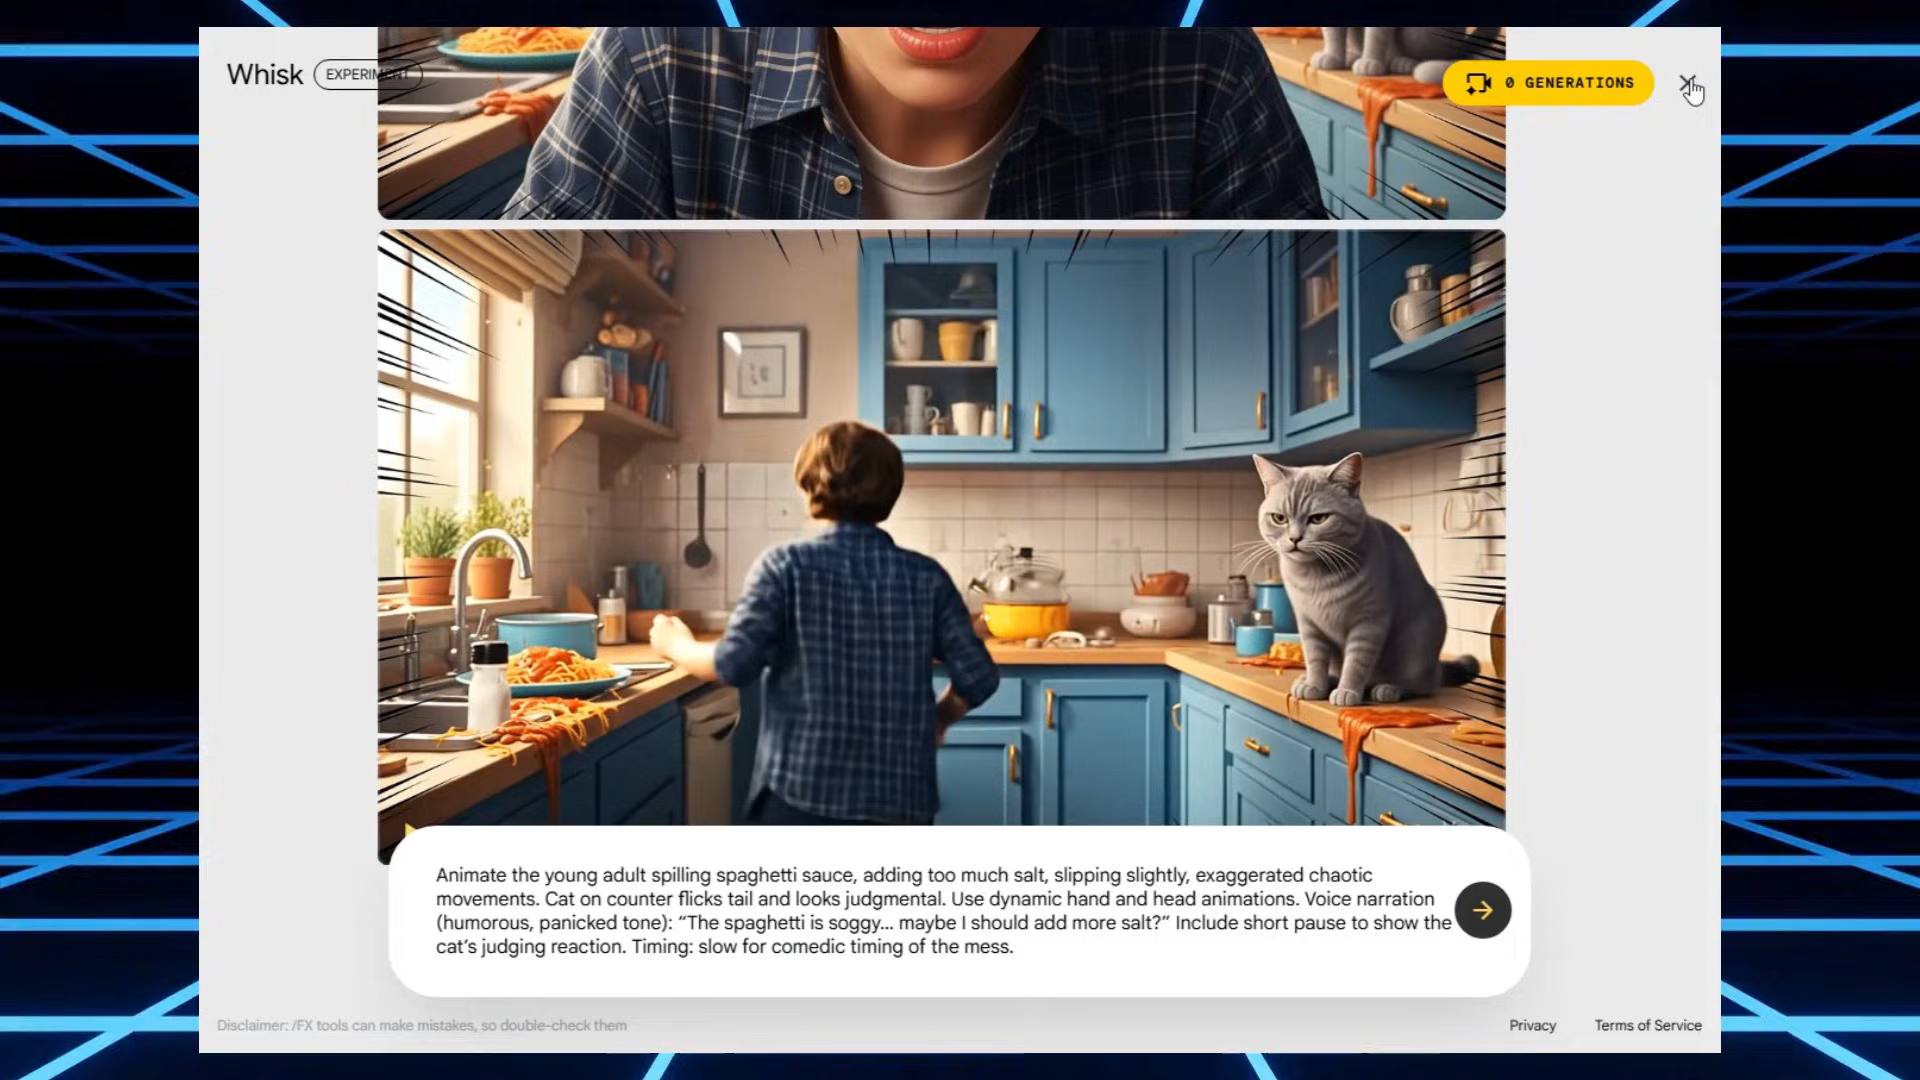 Whisk EXPERIMENT
0 GENERATIONS
Animate the young adult spilling spaghetti sauce, adding too much salt, slipping slightly, exaggerated chaotic
movements. Cat on counter flicks tail and looks judgmental. Use dynamic hand and head animations. Voice narration
(humorous, panicked tone): “The spaghetti is soggy... maybe I should add more salt?” Include short pause to show the
cat’s judging reaction. Timing: slow for comedic timing of the mess.
Disclaimer: /FX tools can make mistakes, so double-check them
Privacy
Terms of Service